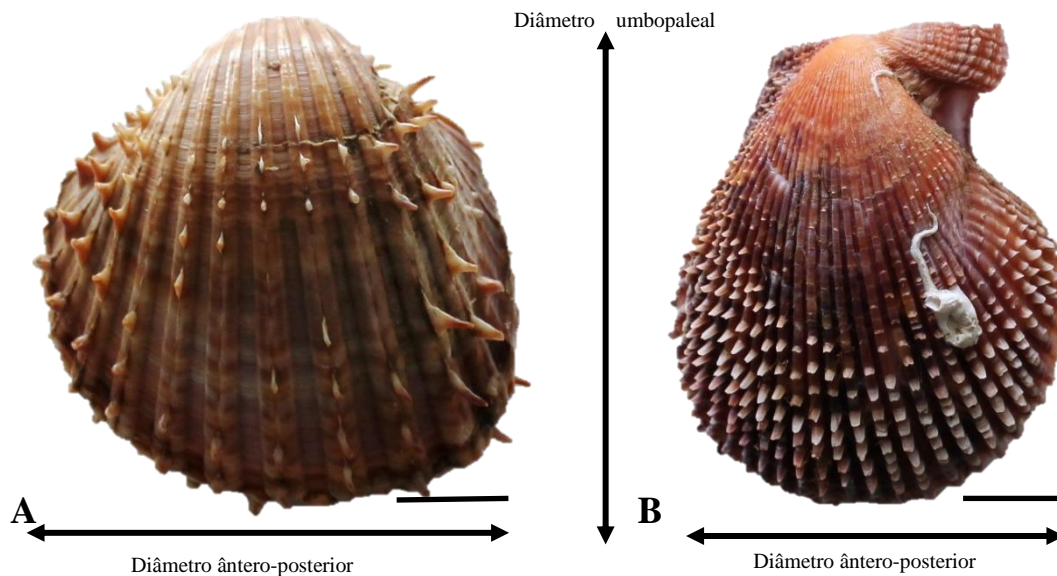 Diâmetro umbopaleal
A
B
Diâmetro ântero-posterior
Diâmetro ântero-posterior